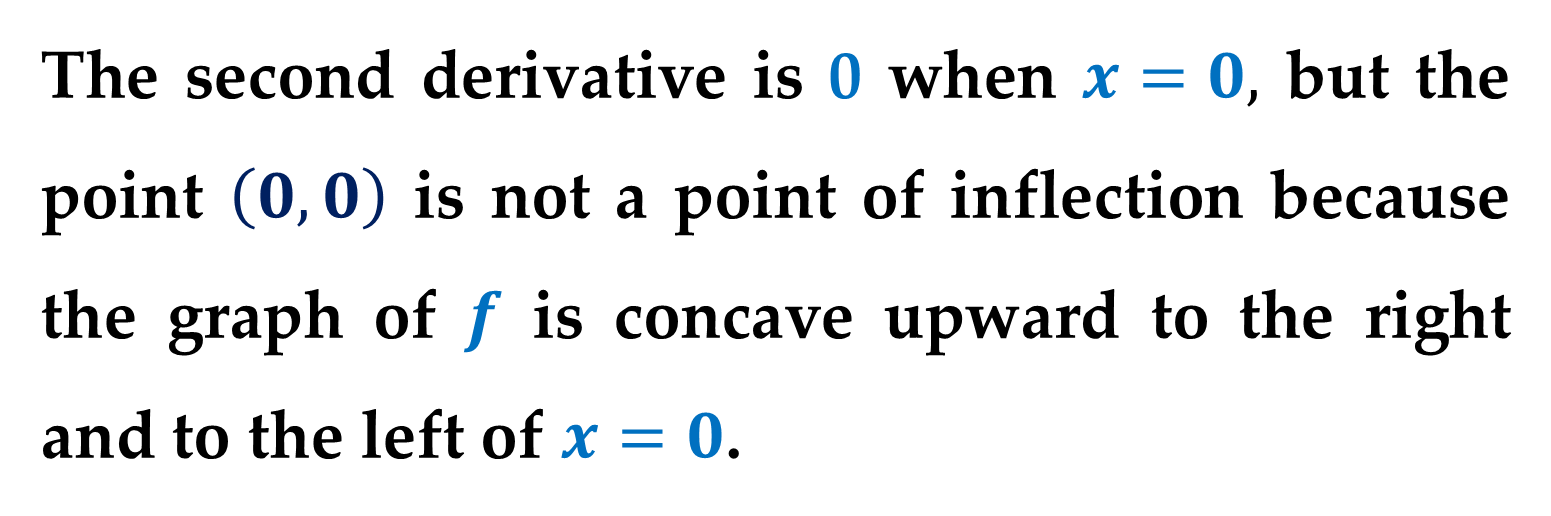 The second derivative is 0 when x = 0, but the
point (0, 0) is not a point of inflection because
the graph of f is concave upward to the right
and to the left of x = 0.